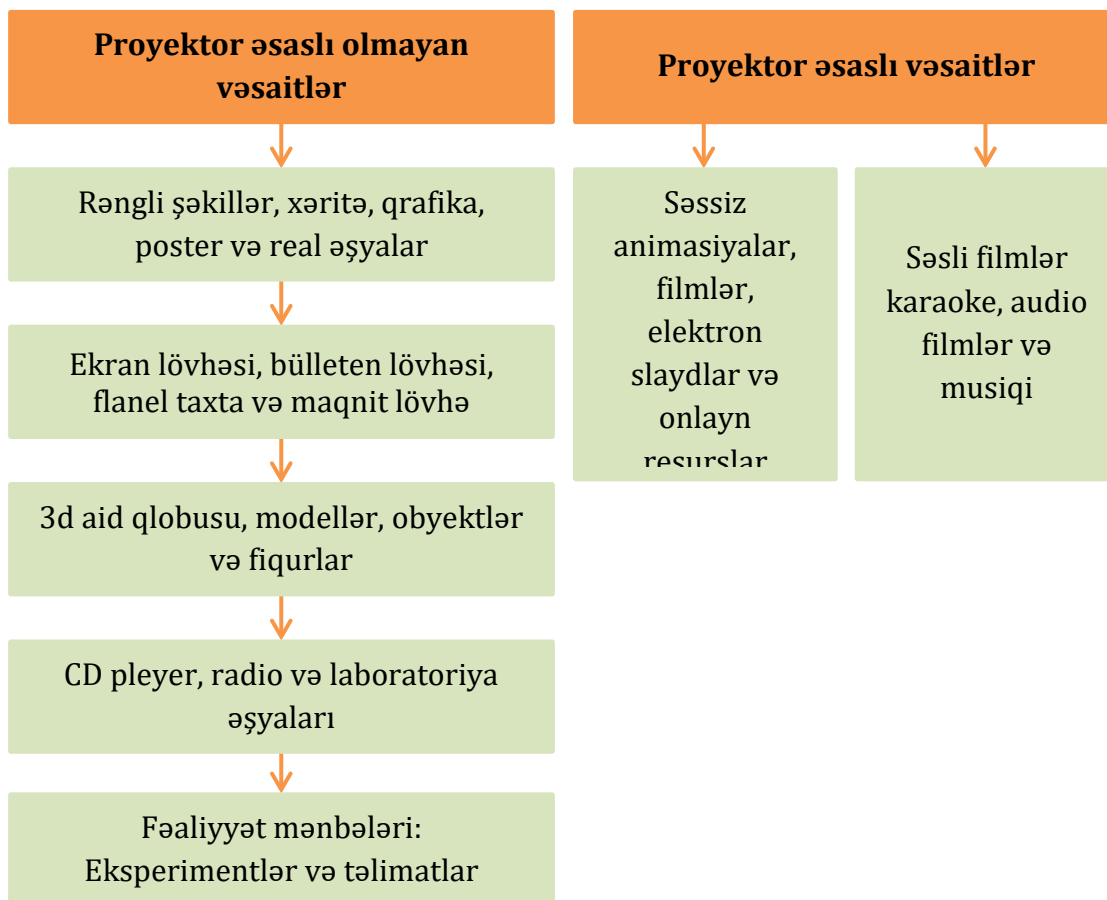 Proyektor əsaslı olmayan
vəsaitlər
Rəngli şəkillər, xəritə, qrafika,
poster və real əşyalar
Ekran lövhəsi, bülleten lövhəsi,
flanel taxta və maqnit lövhə
3d aid qlobusu, modellər, obyektlər
və fiqurlar
CD pleyer, radio və laboratoriya
əşyaları
Fəaliyyət mənbələri:
Eksperimentlər və təlimatlar
Proyektor əsaslı vəsaitlər
Səssiz
animasiyalar,
filmlər,
elektron
slaydlar və
onlayn
resurslar
Səsli filmlər
karaoke, audio
filmlər və
musiqi